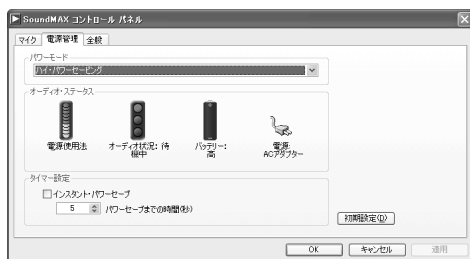 SoundMAX コントロール パネル
マイク 電源管理 全般
パワーモード
ハイ・パワーセービング
オーディオ・ステータス
電源使用法 オーディオ状況: 待機中 バッテリー: 高 電源: ACアダプター
タイマー設定
インスタント・パワーセーブ
5 パワーセーブまでの時間(秒)
初期設定(D)
OK キャンセル 適用